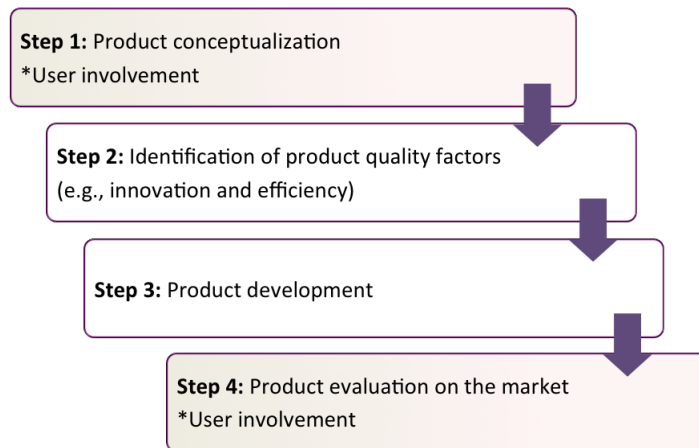 Step 1: Product conceptualization
*User involvement
Step 2: Identification of product quality factors
(e.g., innovation and efficiency)
Step 3: Product development
Step 4: Product evaluation on the market
*User involvement